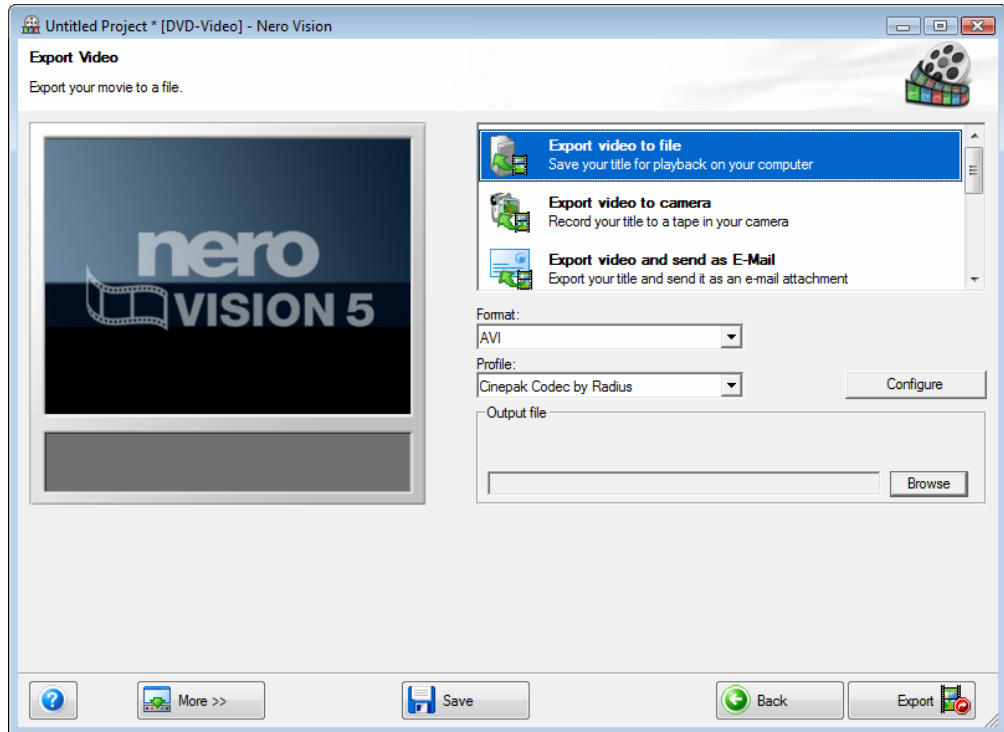 Untitled Project * [DVD-Video] - Nero Vision
Export Video
Export your movie to a file.
nero
VISION 5
Export video to file
Save your title for playback on your computer
Export video to camera
Record your title to a tape in your camera
Export video and send as E-Mail
Export your title and send it as an e-mail attachment
Format:
AVI
Profile:
Cinepak Codec by Radius
Configure
Output file
Browse
?
More >>
Save
Back
Export